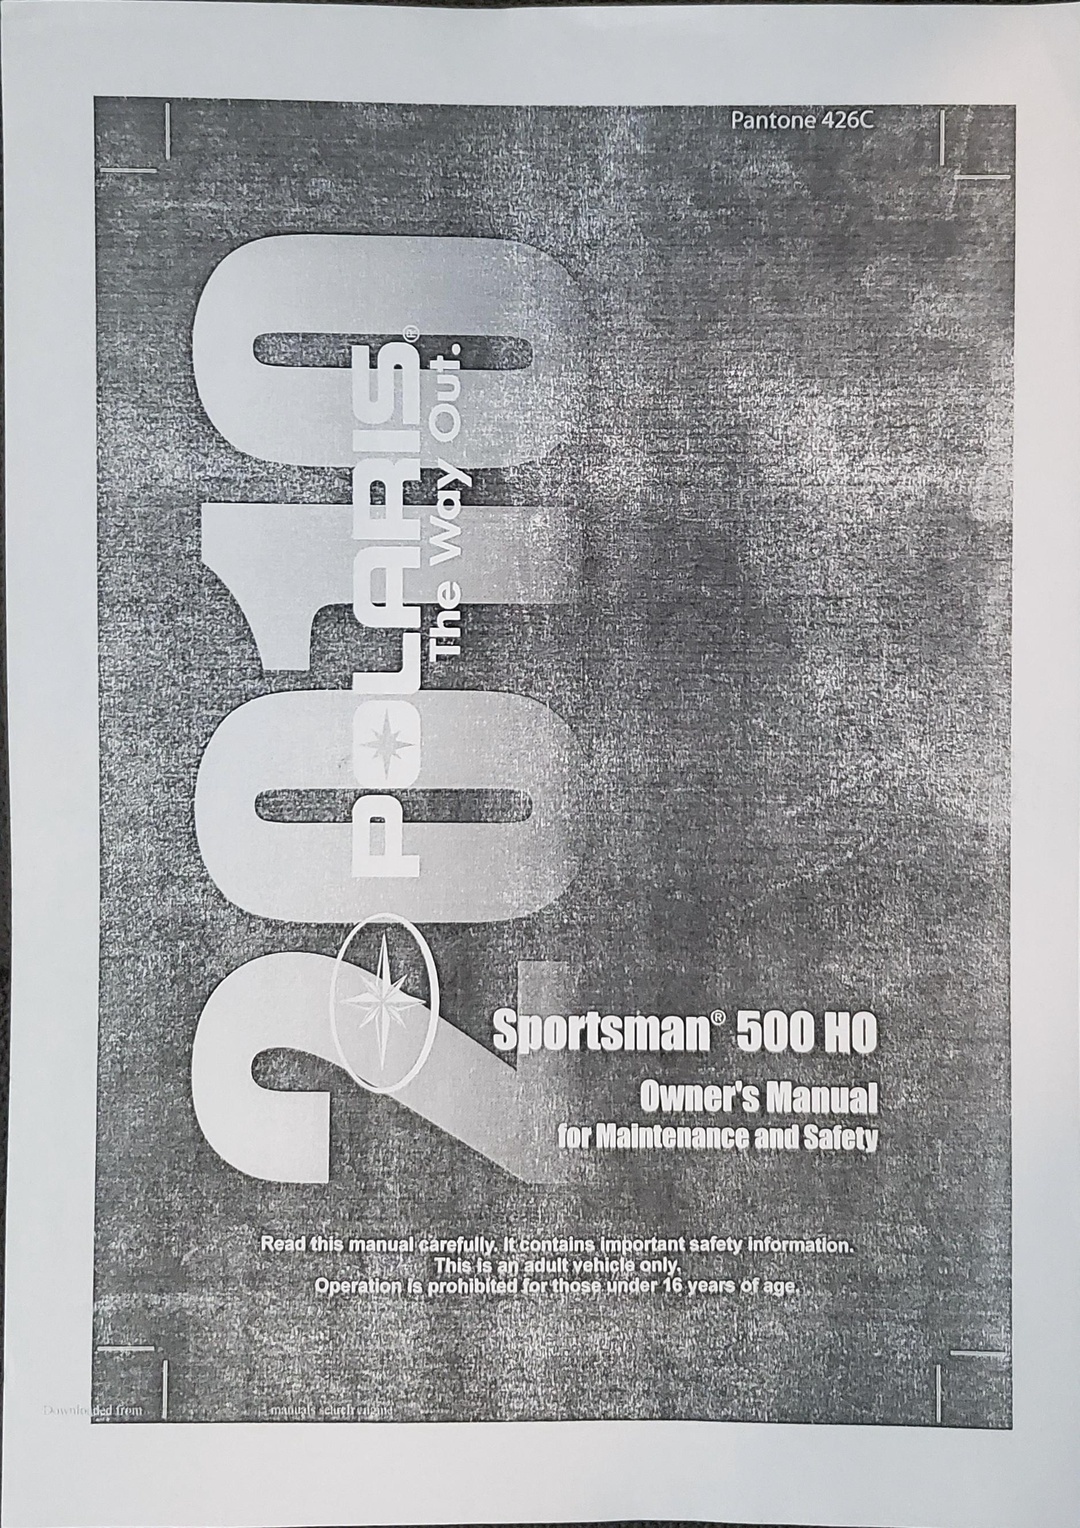 Pantone 426C
2010
POLARIS®
The Way Out.
Sportsman® 500 HO
Owner's Manual
for Maintenance and Safety
Read this manual carefully. It contains important safety information.
This is an adult vehicle only.
Operation is prohibited for those under 16 years of age.
Downloaded from manuals search engine